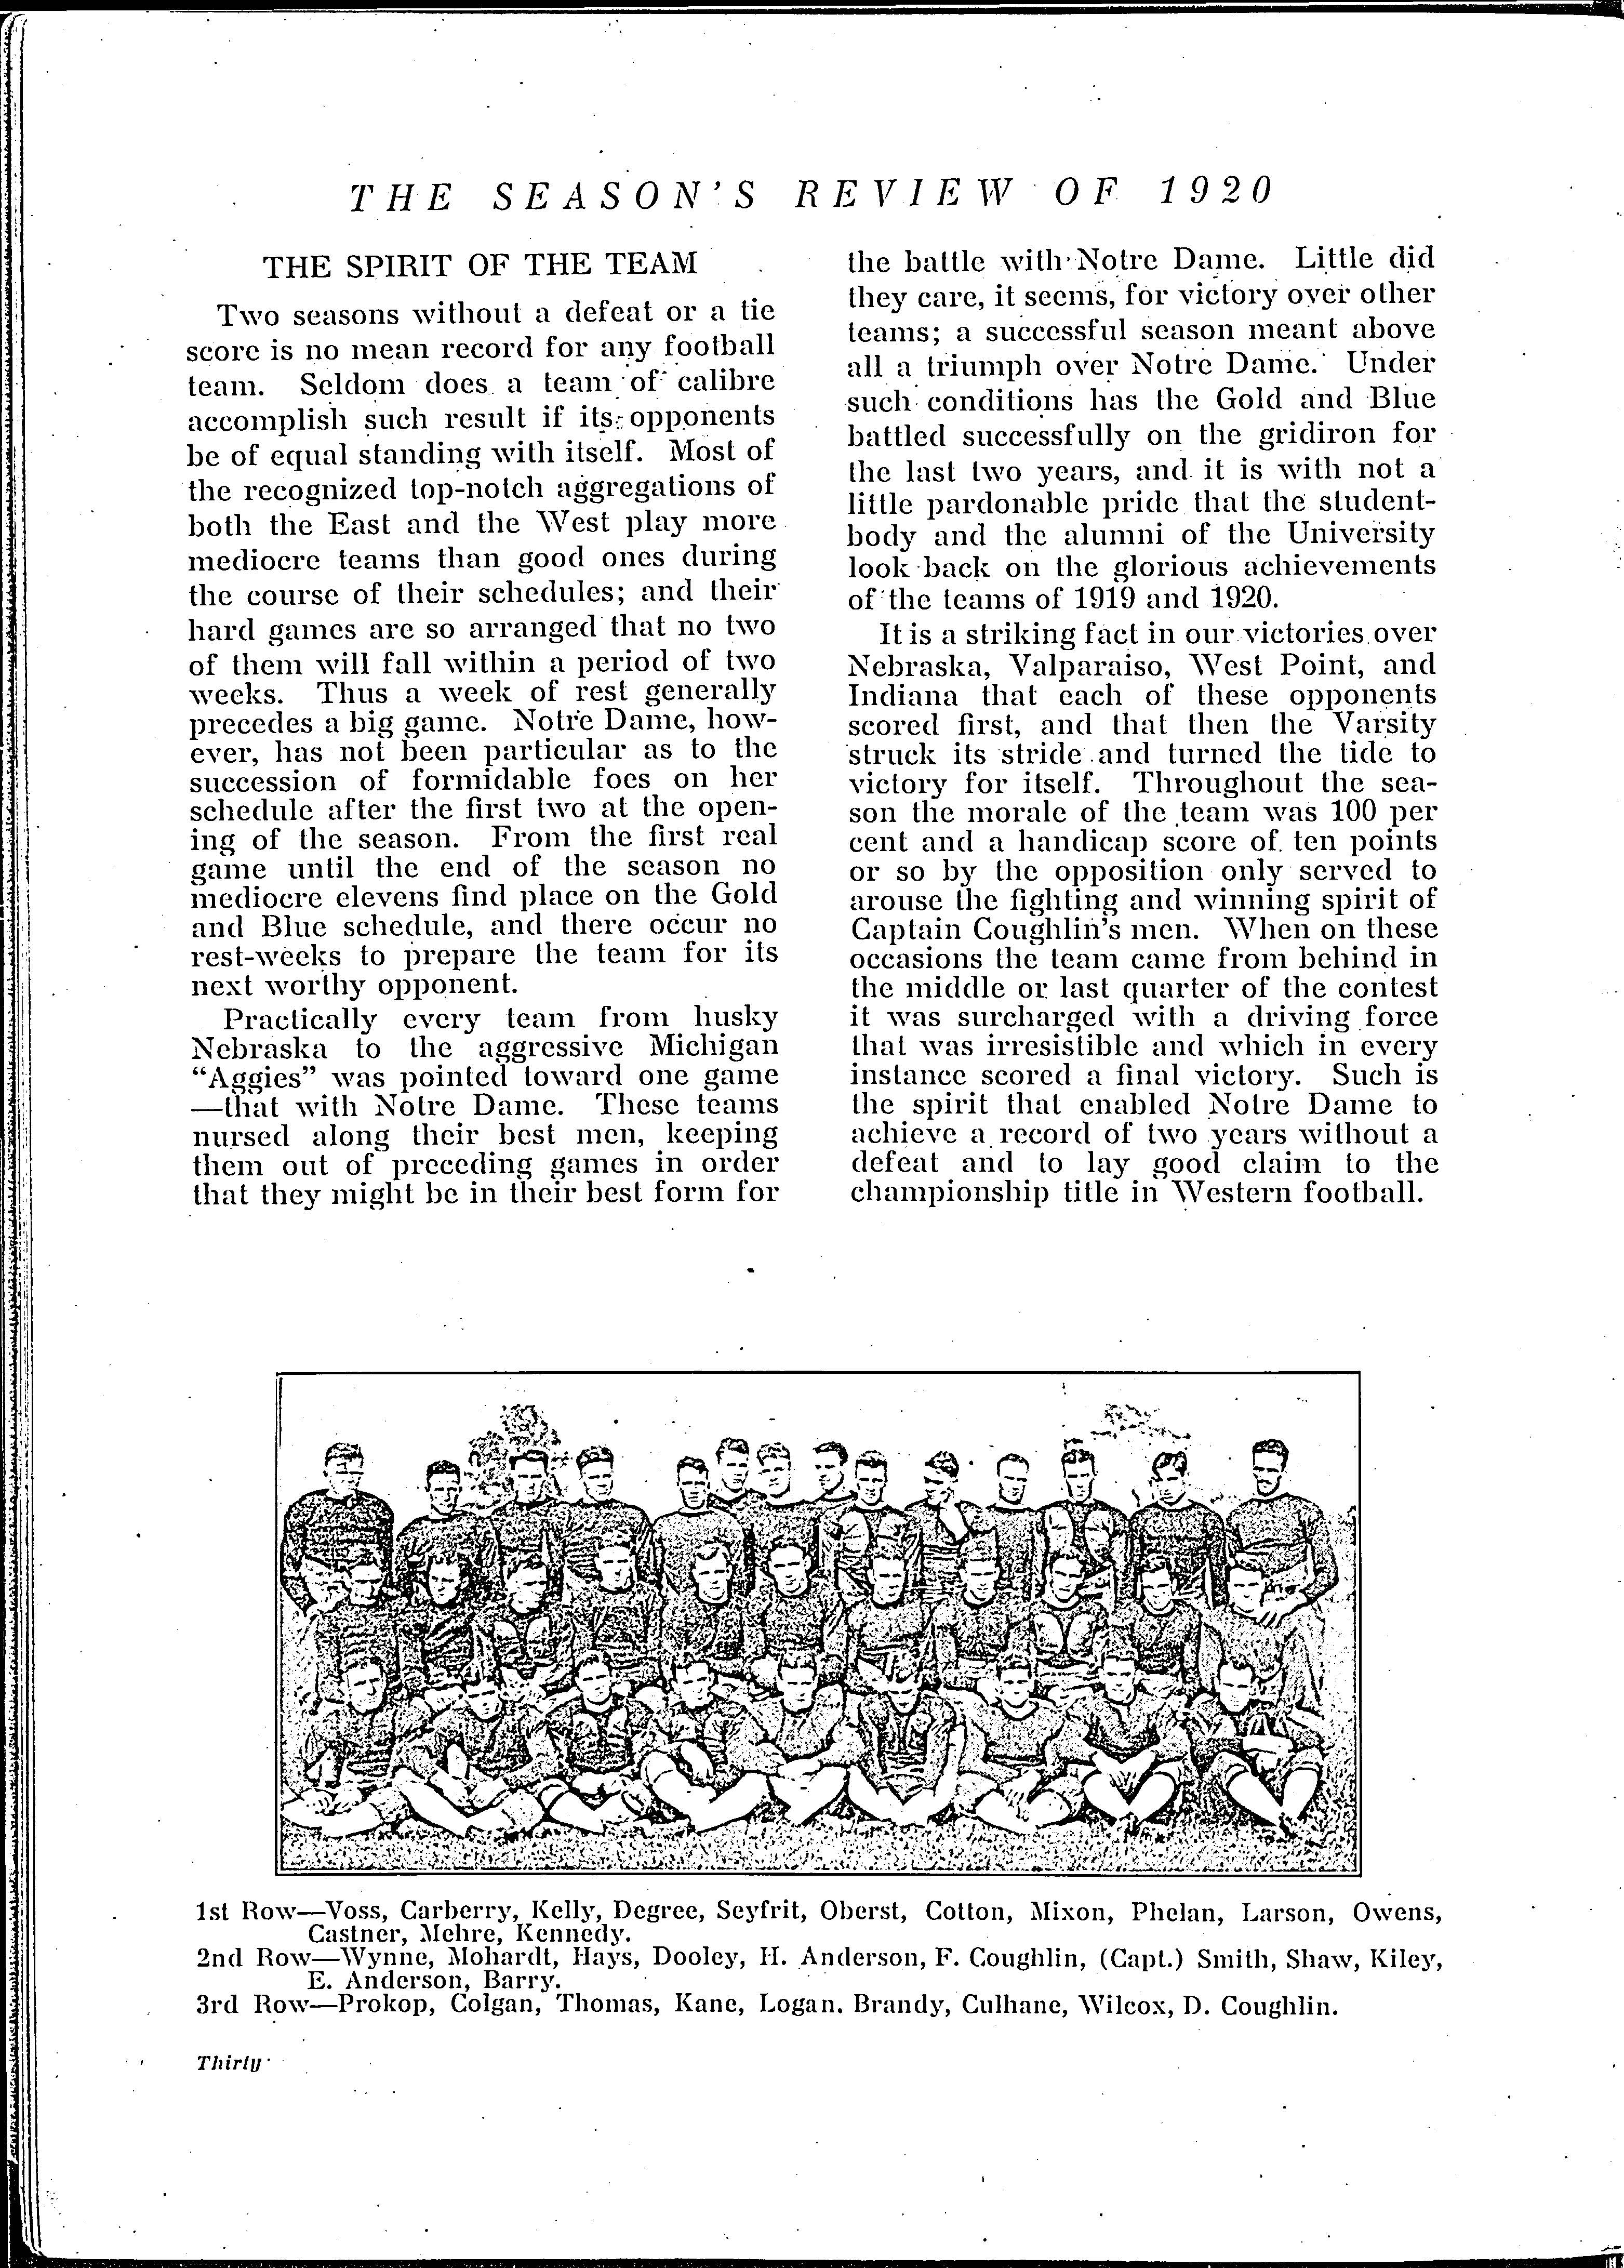 THE SEASON'S REVIEW OF 1920
THE SPIRIT OF THE TEAM
Two seasons without a defeat or a tie
score is no mean record for any football
team. Seldom does a team of calibre
accomplish such result if its opponents
be of equal standing with itself. Most of
the recognized top-notch aggregations of
both the East and the West play more
mediocre teams than good ones during
the course of their schedules; and their
hard games are so arranged that no two
of them will fall within a period of two
weeks. Thus a week of rest generally
precedes a big game. Notre Dame, how-
ever, has not been particular as to the
succession of formidable foes on her
schedule after the first two at the open-
ing of the season. From the first real
game until the end of the season no
mediocre elevens find place on the Gold
and Blue schedule, and there occur no
rest-weeks to prepare the team for its
next worthy opponent.
Practically every team from husky
Nebraska to the aggressive Michigan
“Aggies” was pointed toward one game
—that with Notre Dame. These teams
nursed along their best men, keeping
them out of preceding games in order
that they might be in their best form for
the battle with Notre Dame. Little did
they care, it seems, for victory over other
teams; a successful season meant above
all a triumph over Notre Dame. Under
such conditions has the Gold and Blue
battled successfully on the gridiron for
the last two years, and it is with not a
little pardonable pride that the student-
body and the alumni of the University
look back on the glorious achievements
of the teams of 1919 and 1920.
It is a striking fact in our victories over
Nebraska, Valparaiso, West Point, and
Indiana that each of these opponents
scored first, and that then the Varsity
struck its stride and turned the tide to
victory for itself. Throughout the sea-
son the morale of the team was 100 per
cent and a handicap score of ten points
or so by the opposition only served to
arouse the fighting and winning spirit of
Captain Coughlin's men. When on these
occasions the team came from behind in
the middle or last quarter of the contest
it was surcharged with a driving force
that was irresistible and which in every
instance scored a final victory. Such is
the spirit that enabled Notre Dame to
achieve a record of two years without a
defeat and to lay good claim to the
championship title in Western football.
1st Row—Voss, Carberry, Kelly, Degree, Seyfrit, Oberst, Cotton, Mixon, Phelan, Larson, Owens,
Castner, Mehre, Kennedy.
2nd Row—Wynne, Mohardt, Hays, Dooley, H. Anderson, F. Coughlin, (Capt.) Smith, Shaw, Kiley,
E. Anderson, Barry.
3rd Row—Prokop, Colgan, Thomas, Kane, Logan. Brandy, Culhane, Wilcox, D. Coughlin.
Thirty